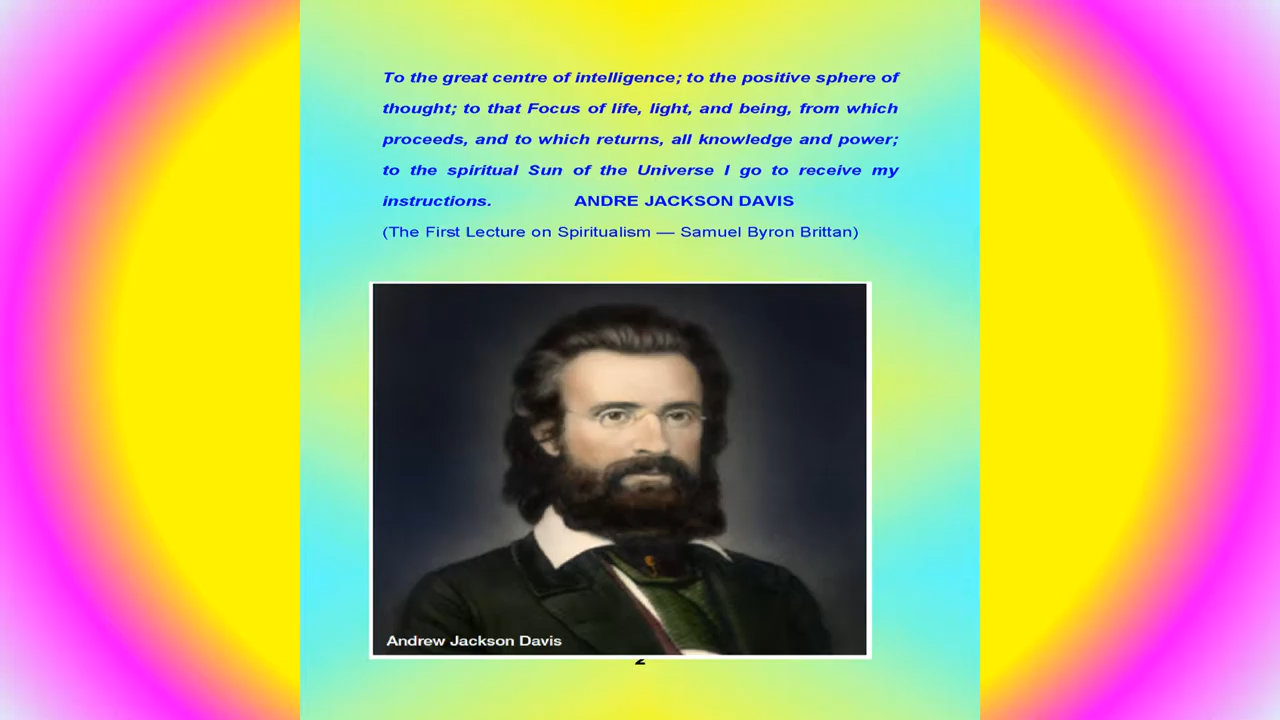 To the great centre of intelligence; to the positive sphere of
thought; to that Focus of life, light, and being, from which
proceeds, and to which returns, all knowledge and power;
to the spiritual Sun of the Universe I go to receive my
instructions. ANDRE JACKSON DAVIS
(The First Lecture on Spiritualism — Samuel Byron Brittan)
Andrew Jackson Davis
2